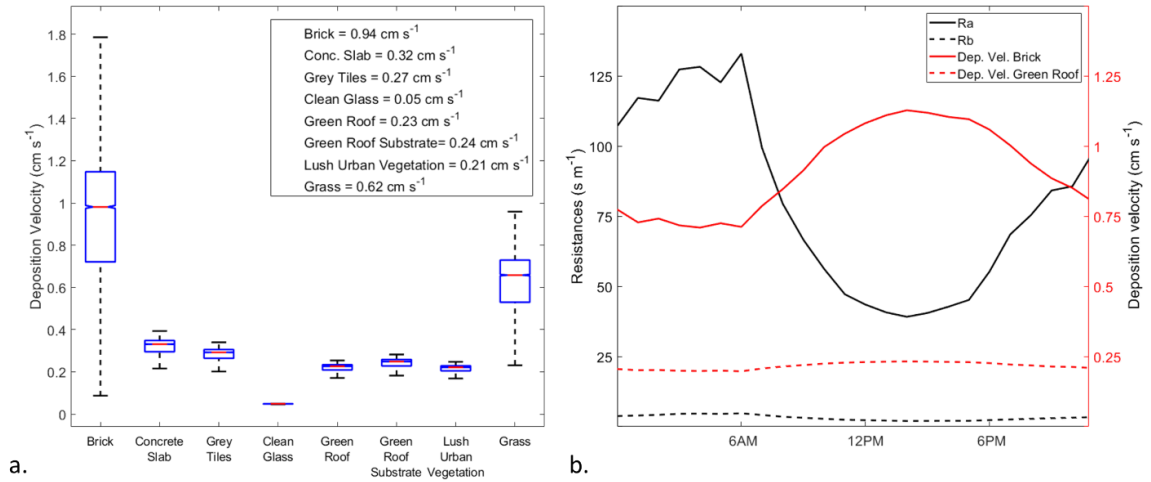 Brick = 0.94 cm s-1
Conc. Slab = 0.32 cm s-1
Grey Tiles = 0.27 cm s-1
Clean Glass = 0.05 cm s-1
Green Roof = 0.23 cm s-1
Green Roof Substrate= 0.24 cm s-1
Lush Urban Vegetation = 0.21 cm s-1
Grass = 0.62 cm s-1
Deposition Velocity (cm s-1)
1.8
1.6
1.4
1.2
1
0.8
0.6
0.4
0.2
0
Brick
Concrete
Slab
Grey
Tiles
Clean
Glass
Green
Roof
Green
Roof
Substrate
Lush
Urban
Vegetation
Grass
a.
Ra
Rb
Dep. Vel. Brick
Dep. Vel. Green Roof
Resistances (s m-1)
125
100
75
50
25
6AM
12PM
6PM
1.25
1
0.75
0.5
0.25
Deposition velocity (cm s-1)
b.